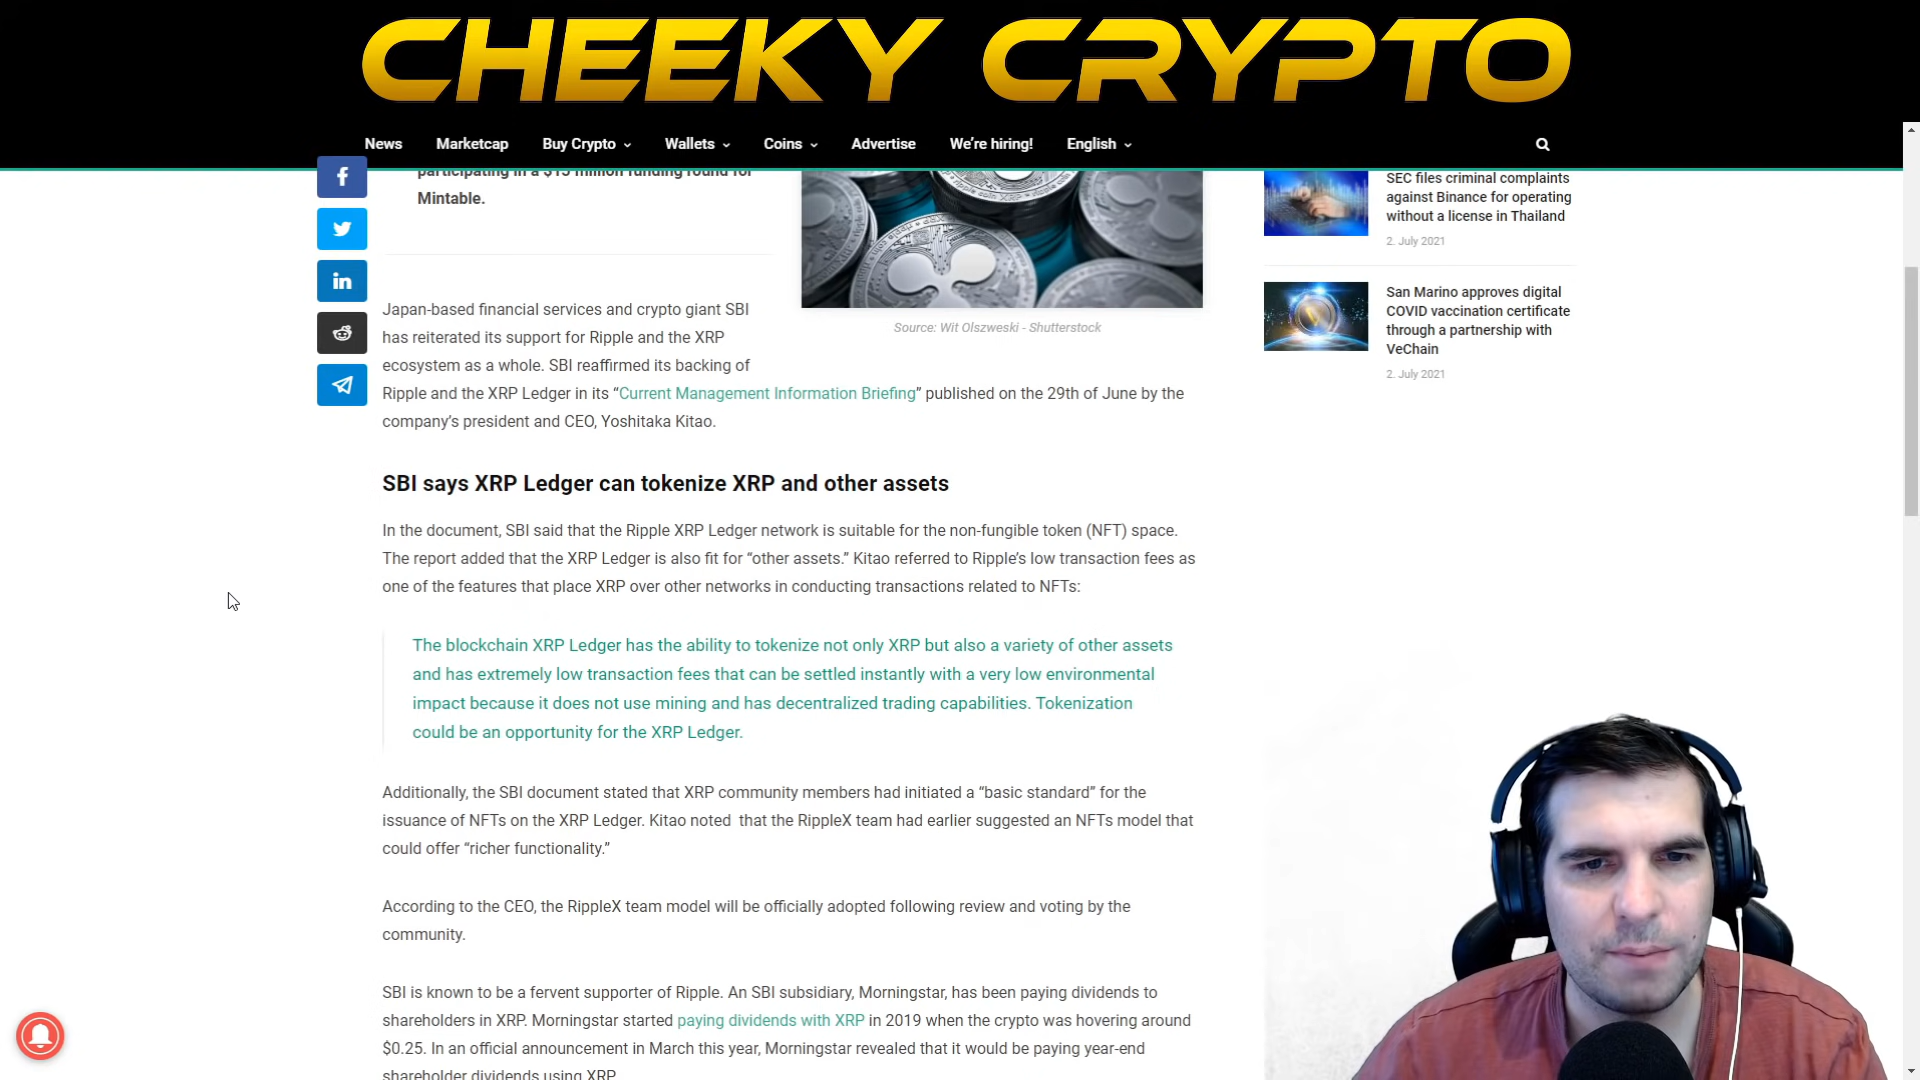 CHEEKY CRYPTO
News Marketcap Buy Crypto Wallets Coins Advertise We're hiring! English
participating in a $13 million funding round for
Mintable.
Source: Wit Olszweski - Shutterstock
Japan-based financial services and crypto giant SBI
has reiterated its support for Ripple and the XRP
ecosystem as a whole. SBI reaffirmed its backing of
Ripple and the XRP Ledger in its “Current Management Information Briefing” published on the 29th of June by the
company’s president and CEO, Yoshitaka Kitao.
SBI says XRP Ledger can tokenize XRP and other assets
In the document, SBI said that the Ripple XRP Ledger network is suitable for the non-fungible token (NFT) space.
The report added that the XRP Ledger is also fit for “other assets.” Kitao referred to Ripple’s low transaction fees as
one of the features that place XRP over other networks in conducting transactions related to NFTs:
The blockchain XRP Ledger has the ability to tokenize not only XRP but also a variety of other assets
and has extremely low transaction fees that can be settled instantly with a very low environmental
impact because it does not use mining and has decentralized trading capabilities. Tokenization
could be an opportunity for the XRP Ledger.
Additionally, the SBI document stated that XRP community members had initiated a “basic standard” for the
issuance of NFTs on the XRP Ledger. Kitao noted that the RippleX team had earlier suggested an NFTs model that
could offer “richer functionality.”
According to the CEO, the RippleX team model will be officially adopted following review and voting by the
community.
SBI is known to be a fervent supporter of Ripple. An SBI subsidiary, Morningstar, has been paying dividends to
shareholders in XRP. Morningstar started paying dividends with XRP in 2019 when the crypto was hovering around
$0.25. In an official announcement in March this year, Morningstar revealed that it would be paying year-end
shareholder dividends using XRP.
SEC files criminal complaints
against Binance for operating
without a license in Thailand
2. July 2021
San Marino approves digital
COVID vaccination certificate
through a partnership with
VeChain
2. July 2021